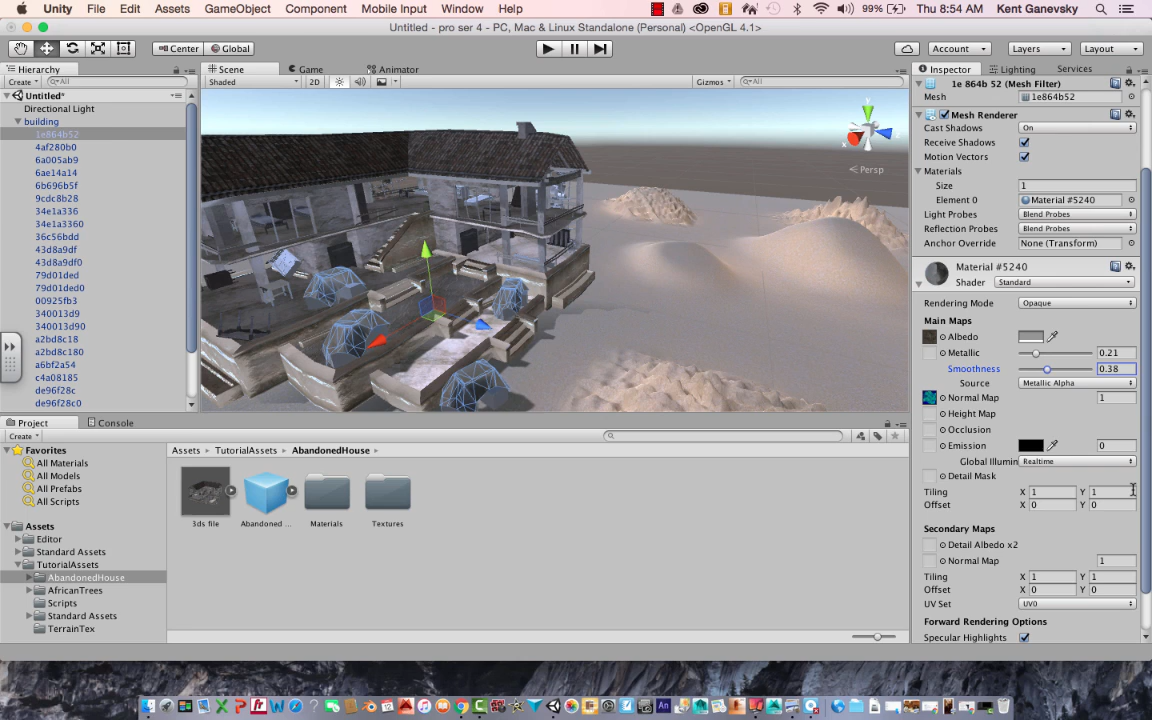 Unity File Edit Assets GameObject Component Mobile Input Window Help 99% Thu 8:54 AM Kent Ganevsky
Untitled - pro ser 4 - PC, Mac & Linux Standalone (Personal) <OpenGL 4.1>
Center Global Account Layers Layout
Hierarchy Scene Game Animator Inspector Lighting Services
Create All Shaded 2D Gizmos All 1e 864b 52 (Mesh Filter)
Untitled* Mesh 1e864b52
Directional Light
building Mesh Renderer
1e864b52 Cast Shadows On
4af280b0 Receive Shadows
6a005ab9 Motion Vectors
6ae14a14 Persp Materials
6b696b5f Size 1
9cdc8b28 Element 0 Material #5240
34e1a336 Light Probes Blend Probes
34e1a3360 Reflection Probes Blend Probes
36c56bdd Anchor Override None (Transform)
43d8a9df
43d8a9df0 Material #5240
79d01ded Shader Standard
79d01ded0
00925fb3 Rendering Mode Opaque
340013d9 Main Maps
340013d90 Albedo
a2bd8c18 Metallic 0.21
a2bd8c180 Smoothness 0.38
a6bf2a54 Source Metallic Alpha
c4a08185 Normal Map 1
de96f28c Height Map
de96f28c0 Occlusion
Project Console Emission 0
Create
Favorites Assets TutorialAssets AbandonedHouse Global Illumin Realtime
All Materials Detail Mask
All Models Tiling X 1 Y 1
All Prefabs Offset X 0 Y 0
All Scripts
Assets 3ds file Abandoned ... Materials Textures Secondary Maps
Editor Detail Albedo x2
Standard Assets Normal Map 1
TutorialAssets Tiling X 1 Y 1
AbandonedHouse Offset X 0 Y 0
AfricanTrees UV Set UV0
Scripts
Standard Assets Forward Rendering Options
TerrainTex Specular Highlights